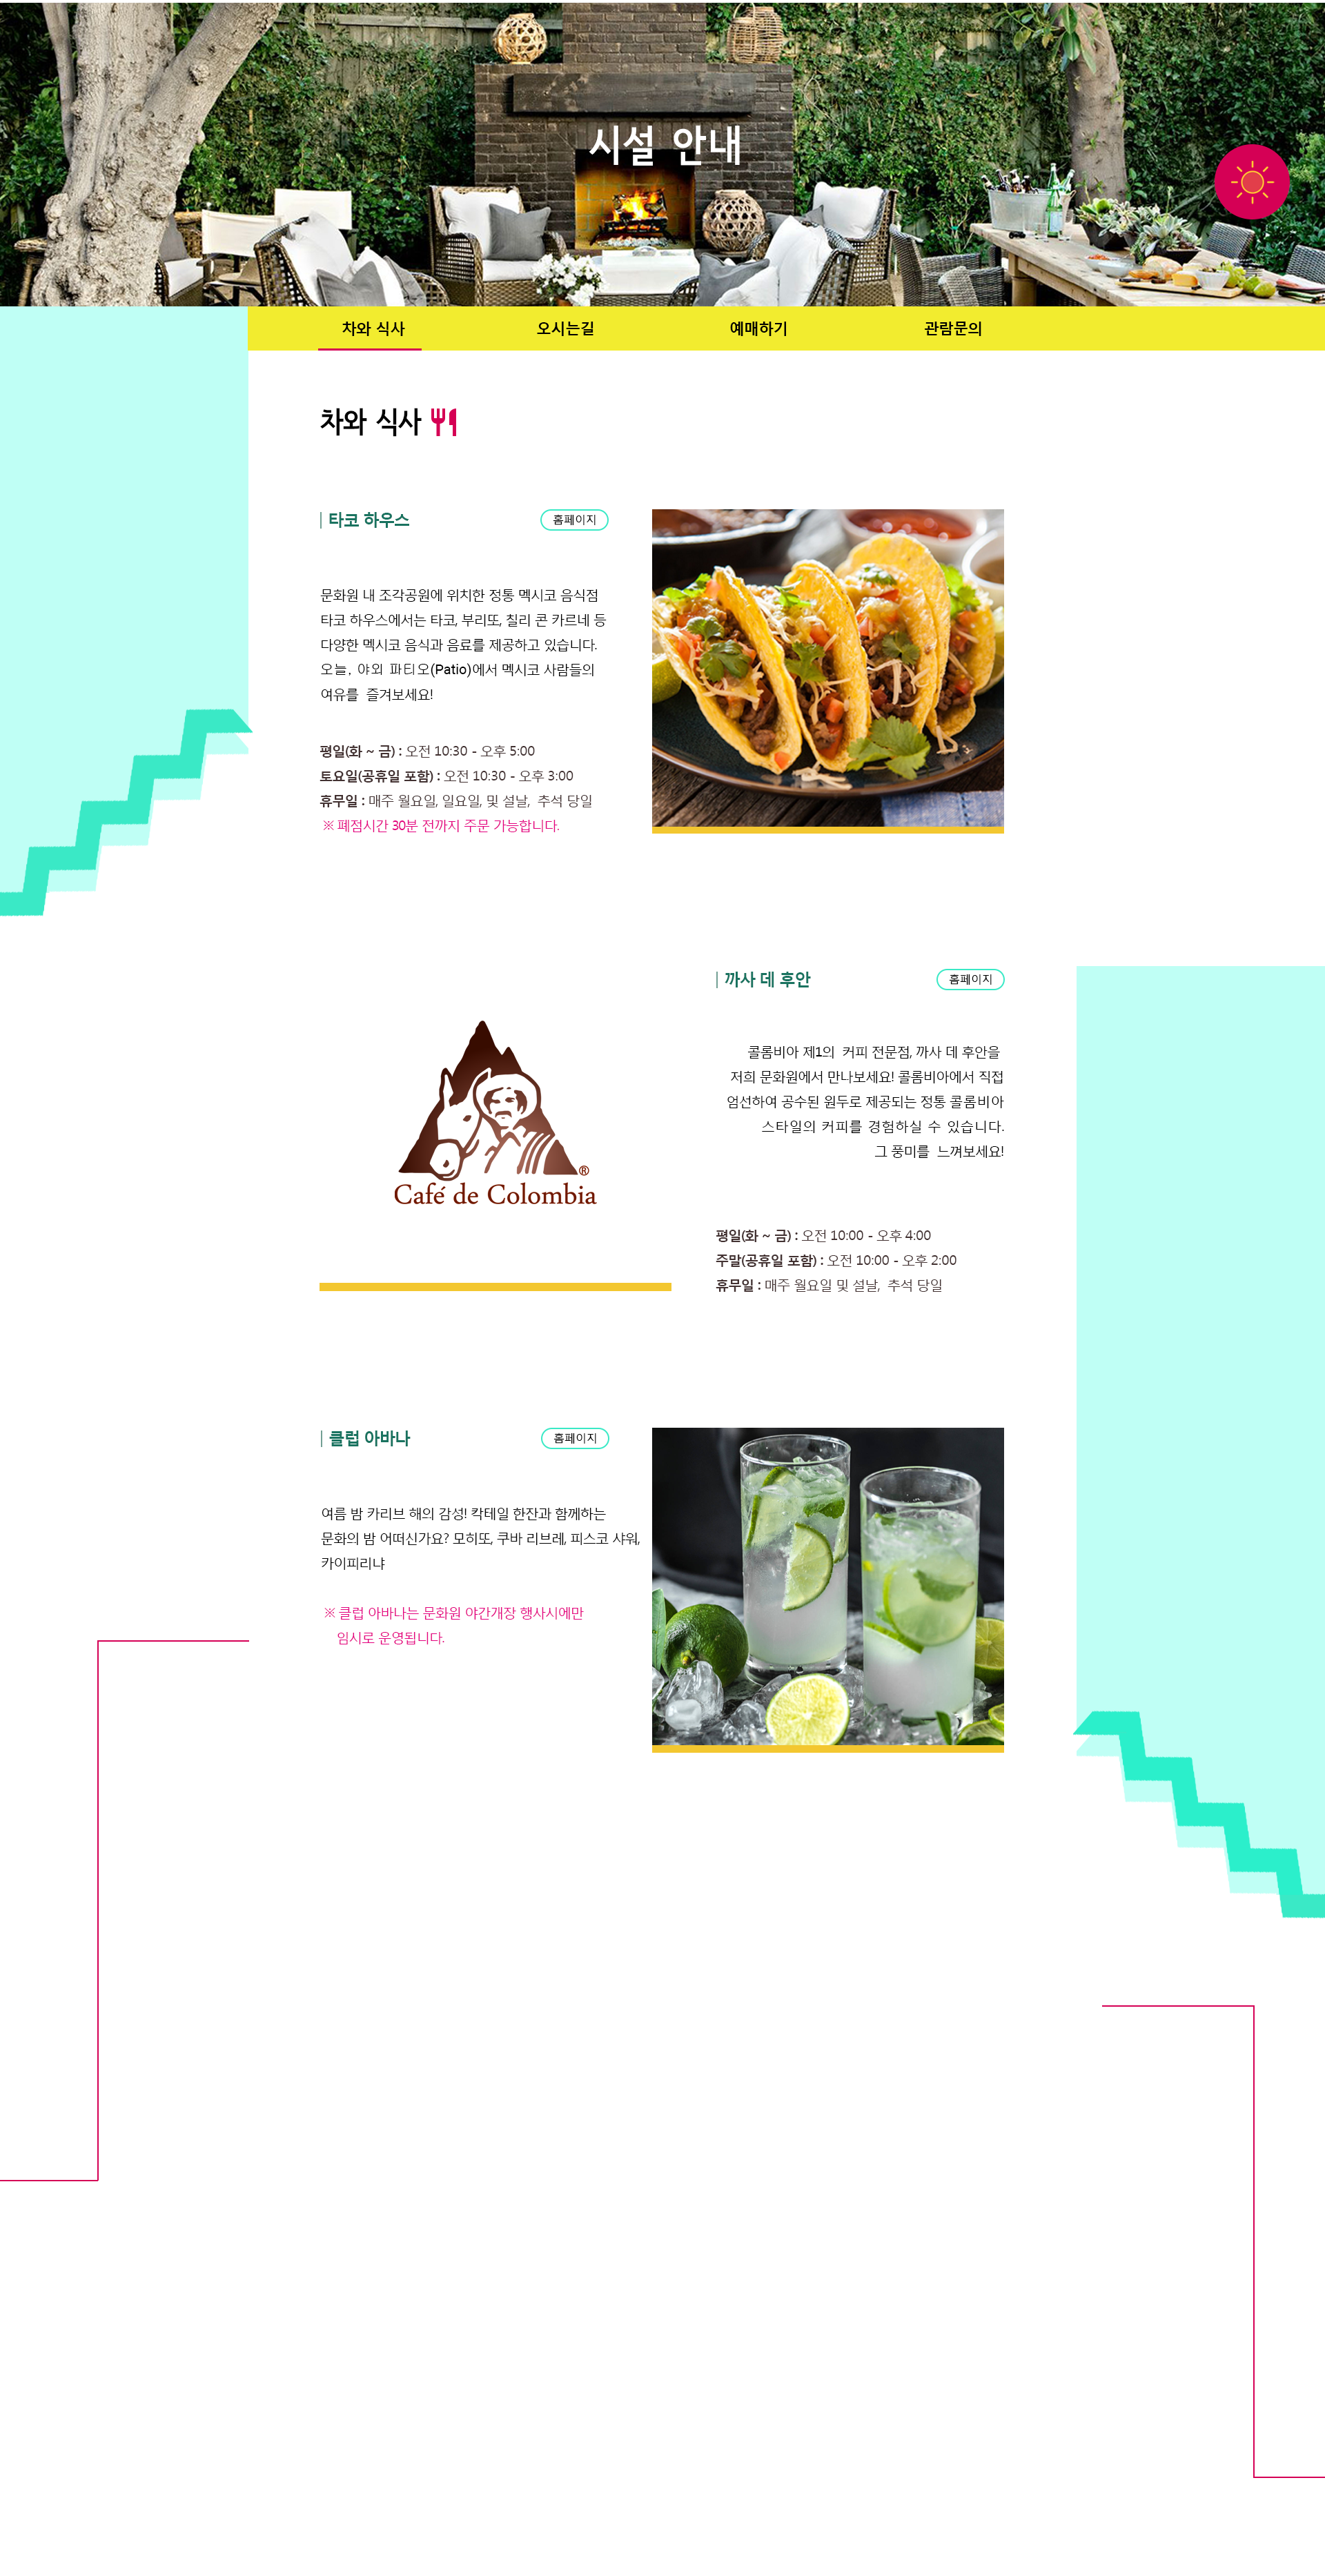 시설 안내
차와 식사
오시는길
예매하기
관람문의
차와 식사
타코 하우스
홈페이지
문화원 내 조각공원에 위치한 정통 멕시코 음식점
타코 하우스에서는 타코, 부리또, 칠리 콘 카르네 등
다양한 멕시코 음식과 음료를 제공하고 있습니다.
오늘, 야외 파티오(Patio)에서 멕시코 사람들의
여유를 즐겨보세요!
평일(화 ~ 금) : 오전 10:30 - 오후 5:00
토요일(공휴일 포함) : 오전 10:30 - 오후 3:00
휴무일 : 매주 월요일, 일요일, 및 설날, 추석 당일
※ 폐점시간 30분 전까지 주문 가능합니다.
까사 데 후안
홈페이지
콜롬비아 제1의 커피 전문점, 까사 데 후안을
저희 문화원에서 만나보세요! 콜롬비아에서 직접
엄선하여 공수된 원두로 제공되는 정통 콜롬비아
스타일의 커피를 경험하실 수 있습니다.
그 풍미를 느껴보세요!
®
Café de Colombia
평일(화 ~ 금) : 오전 10:00 - 오후 4:00
주말(공휴일 포함) : 오전 10:00 - 오후 2:00
휴무일 : 매주 월요일 및 설날, 추석 당일
클럽 아바나
홈페이지
여름 밤 카리브 해의 감성! 칵테일 한잔과 함께하는
문화의 밤 어떠신가요? 모히또, 쿠바 리브레, 피스코 샤워,
카이피리냐
※ 클럽 아바나는 문화원 야간개장 행사시에만
임시로 운영됩니다.